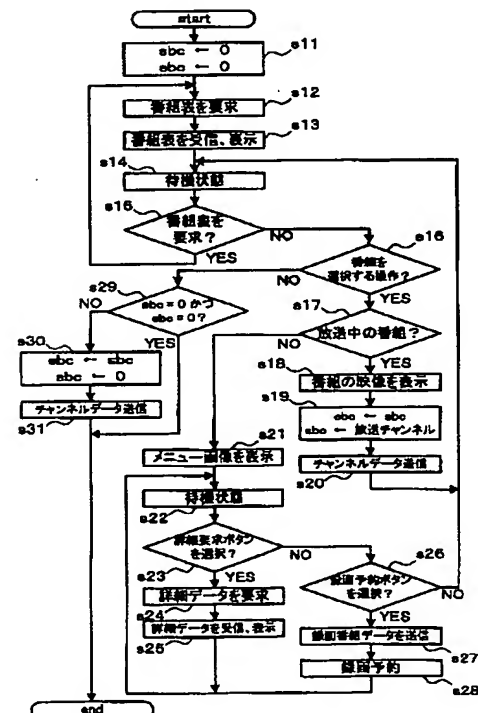 start
s11
abc ← 0
sbc ← 0
s12
番組表を要求
s13
番組表を受信、表示
s14
待機状態
s15
番組表を
要求？
NO
YES
s16
番組を
選択する操作？
NO
YES
s29
sbc = 0 かつ
abc = 0？
NO
YES
s17
放送中の番組？
NO
YES
s30
abc ← sbc
sbc ← 0
s31
チャンネルデータ送信
s18
番組の映像を表示
s19
abc ← sbc
sbc ← 放送チャンネル
s20
チャンネルデータ送信
s21
メニュー画像を表示
s22
待機状態
s23
詳細要求ボタン
を選択？
NO
YES
s24
詳細データを要求
s25
詳細データを受信、表示
s26
録画予約ボタン
を選択？
NO
YES
s27
録画番組データを送信
s28
録画予約
end